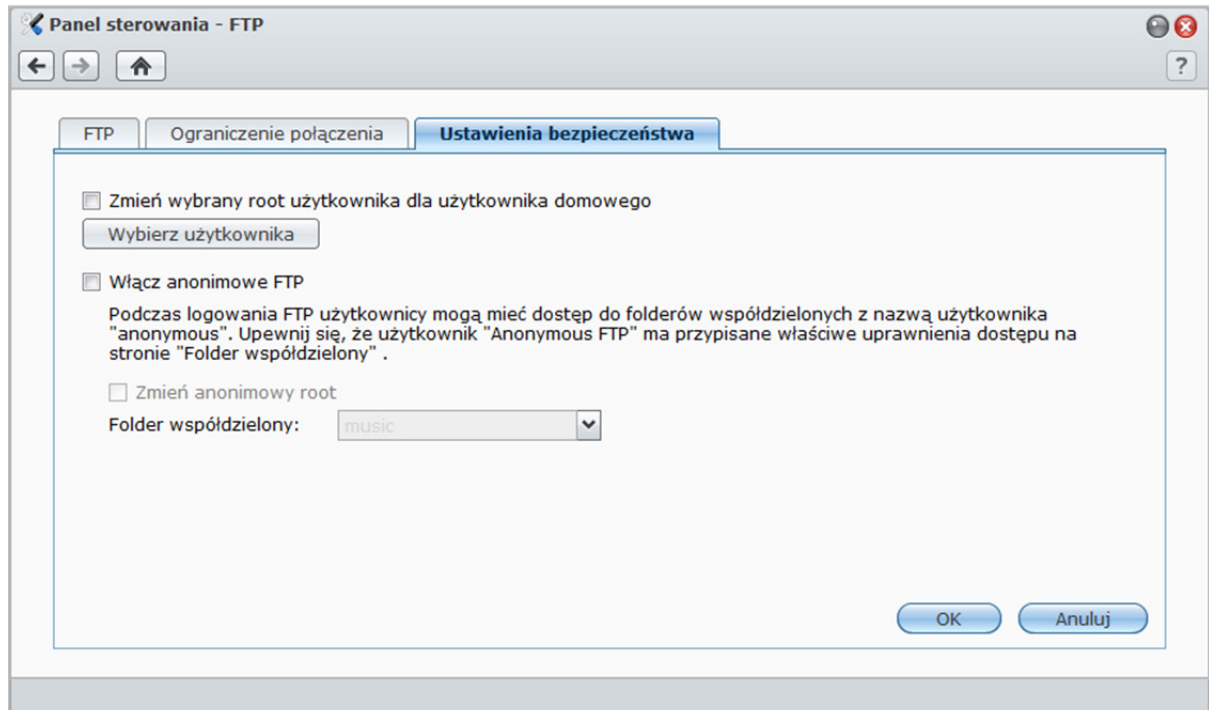 Panel sterowania - FTP
?
FTP
Ograniczenie połączenia
Ustawienia bezpieczeństwa
Zmień wybrany root użytkownika dla użytkownika domowego
Wybierz użytkownika
Włącz anonimowe FTP
Podczas logowania FTP użytkownicy mogą mieć dostęp do folderów współdzielonych z nazwą użytkownika
"anonymous". Upewnij się, że użytkownik "Anonymous FTP" ma przypisane właściwe uprawnienia dostępu na
stronie "Folder współdzielony" .
Zmień anonimowy root
Folder współdzielony:
music
OK
Anuluj